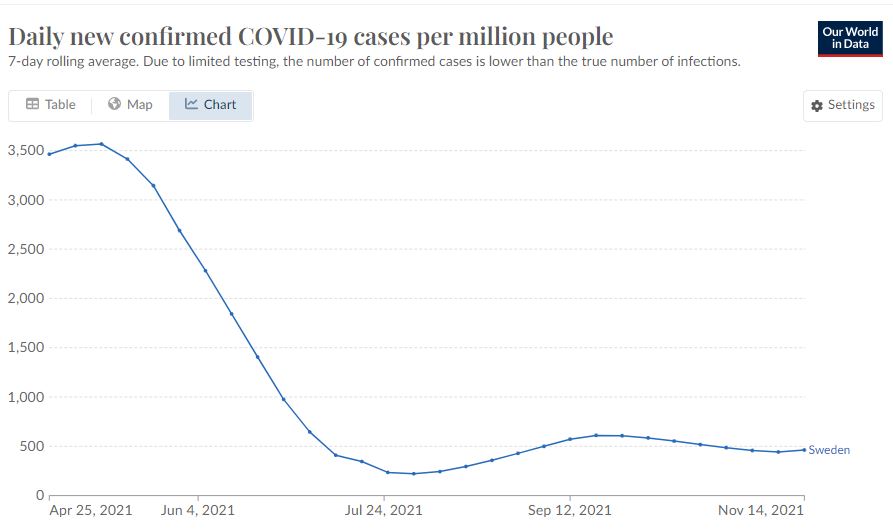 Daily new confirmed COVID-19 cases per million people
7-day rolling average. Due to limited testing, the number of confirmed cases is lower than the true number of infections.
Our World
in Data
Table
Map
Chart
Settings
3,500
3,000
2,500
2,000
1,500
1,000
500
0
Sweden
Apr 25, 2021
Jun 4, 2021
Jul 24, 2021
Sep 12, 2021
Nov 14, 2021